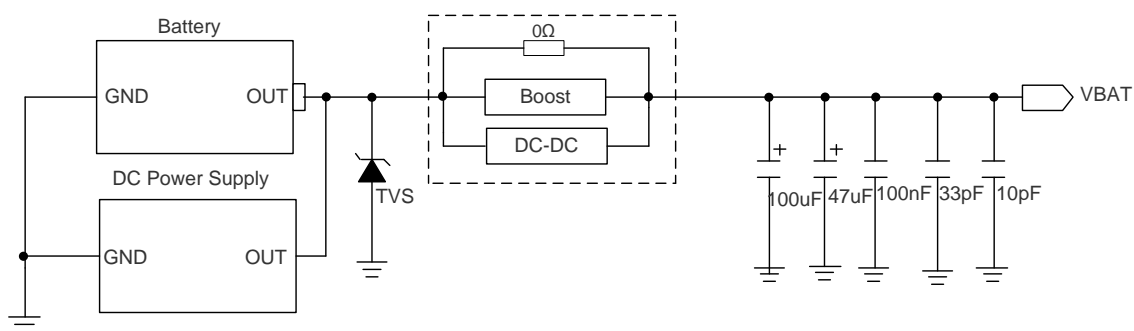 Battery
GND
OUT
DC Power Supply
GND
OUT
TVS
0Ω
Boost
DC-DC
+
100uF
+
47uF
100nF
33pF
10pF
VBAT